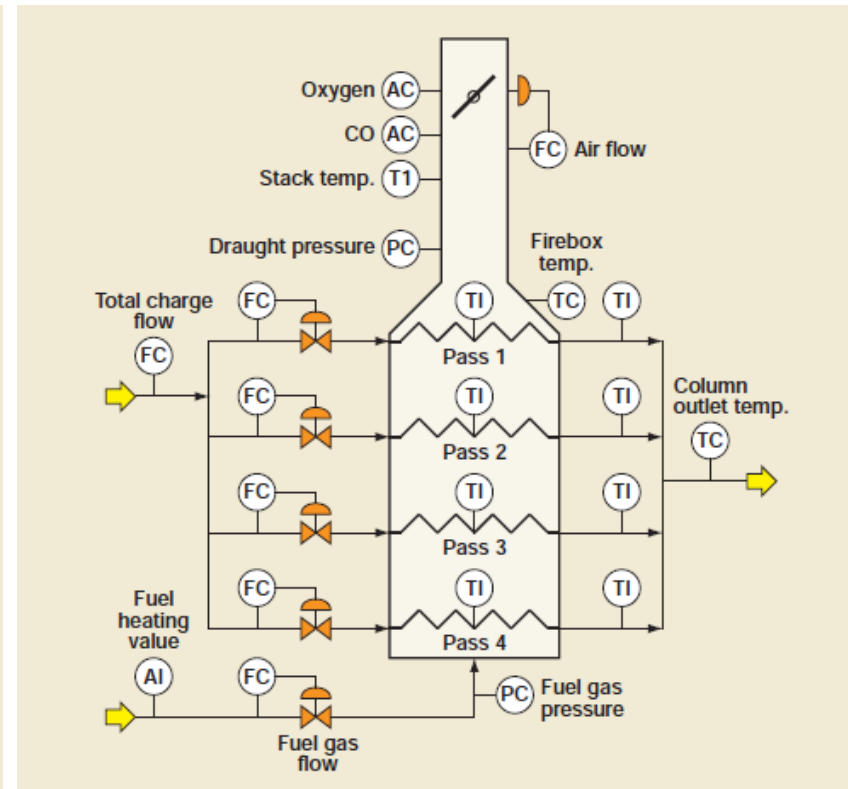 Oxygen AC
CO AC
FC Air flow
Stack temp. T1
Draught pressure PC
Firebox
temp.
TC
Total charge
flow
FC
FC
TI
TI
Pass 1
FC
TI
TI
Pass 2
Column
outlet temp.
TC
FC
TI
TI
Pass 3
FC
TI
TI
Pass 4
Fuel
heating
value
AI
FC
Fuel gas
flow
PC Fuel gas
pressure